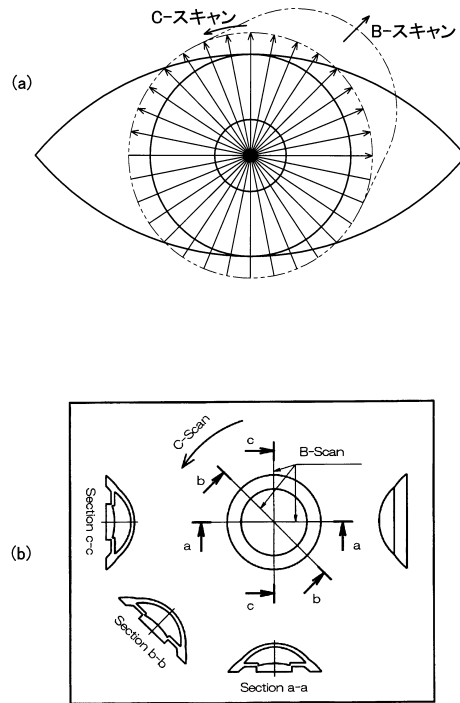 C-スキャン
B-スキャン
(a)
C-Scan
c
B-Scan
b
Section c-c
(b)
a
a
c
b
Section b-b
Section a-a